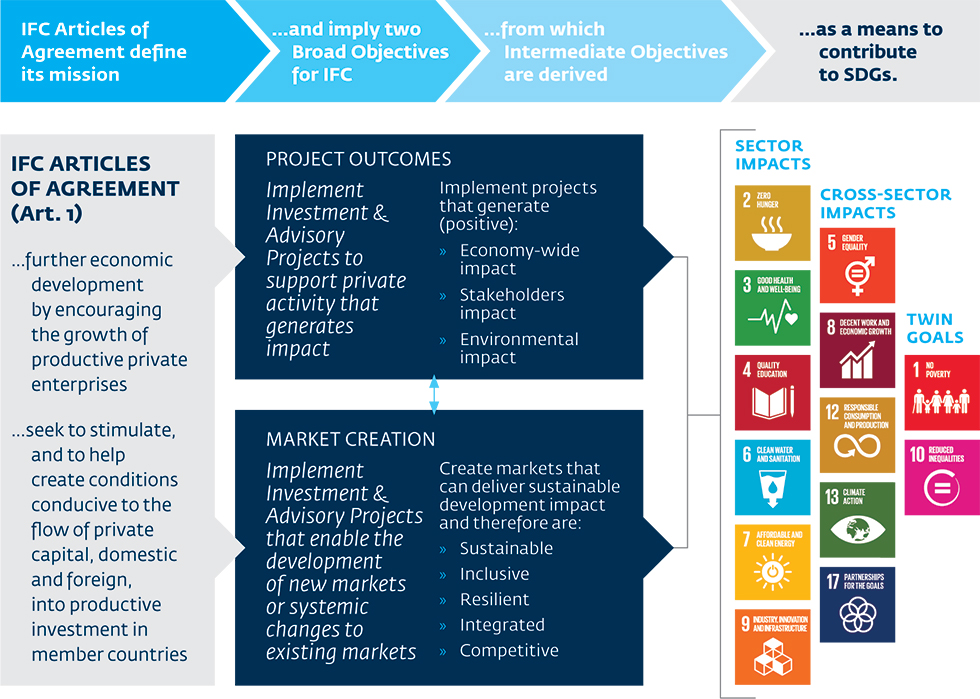 IFC Articles of
Agreement define
its mission
...and imply two
Broad Objectives
for IFC
...from which
Intermediate Objectives
are derived
...as a means to
contribute
to SDGs.
IFC ARTICLES
OF AGREEMENT
(Art. 1)
...further economic
development
by encouraging
the growth of
productive private
enterprises
...seek to stimulate,
and to help
create conditions
conducive to the
flow of private
capital, domestic
and foreign,
into productive
investment in
member countries
PROJECT OUTCOMES
Implement
Investment &
Advisory
Projects to
support private
activity that
generates
impact
Implement projects
that generate
(positive):
» Economy-wide
impact
» Stakeholders
impact
» Environmental
impact
MARKET CREATION
Implement
Investment &
Advisory Projects
that enable the
development
of new markets
or systemic
changes to
existing markets
Create markets that
can deliver sustainable
development impact
and therefore are:
» Sustainable
» Inclusive
» Resilient
» Integrated
» Competitive
SECTOR
IMPACTS
2 ZERO
HUNGER
3 GOOD HEALTH
AND WELL-BEING
4 QUALITY
EDUCATION
6 CLEAN WATER
AND SANITATION
7 AFFORDABLE AND
CLEAN ENERGY
9 INDUSTRY, INNOVATION
AND INFRASTRUCTURE
CROSS-SECTOR
IMPACTS
5 GENDER
EQUALITY
8 DECENT WORK AND
ECONOMIC GROWTH
12 RESPONSIBLE
CONSUMPTION
AND PRODUCTION
13 CLIMATE
ACTION
17 PARTNERSHIPS
FOR THE GOALS
TWIN
GOALS
1 NO
POVERTY
10 REDUCED
INEQUALITIES